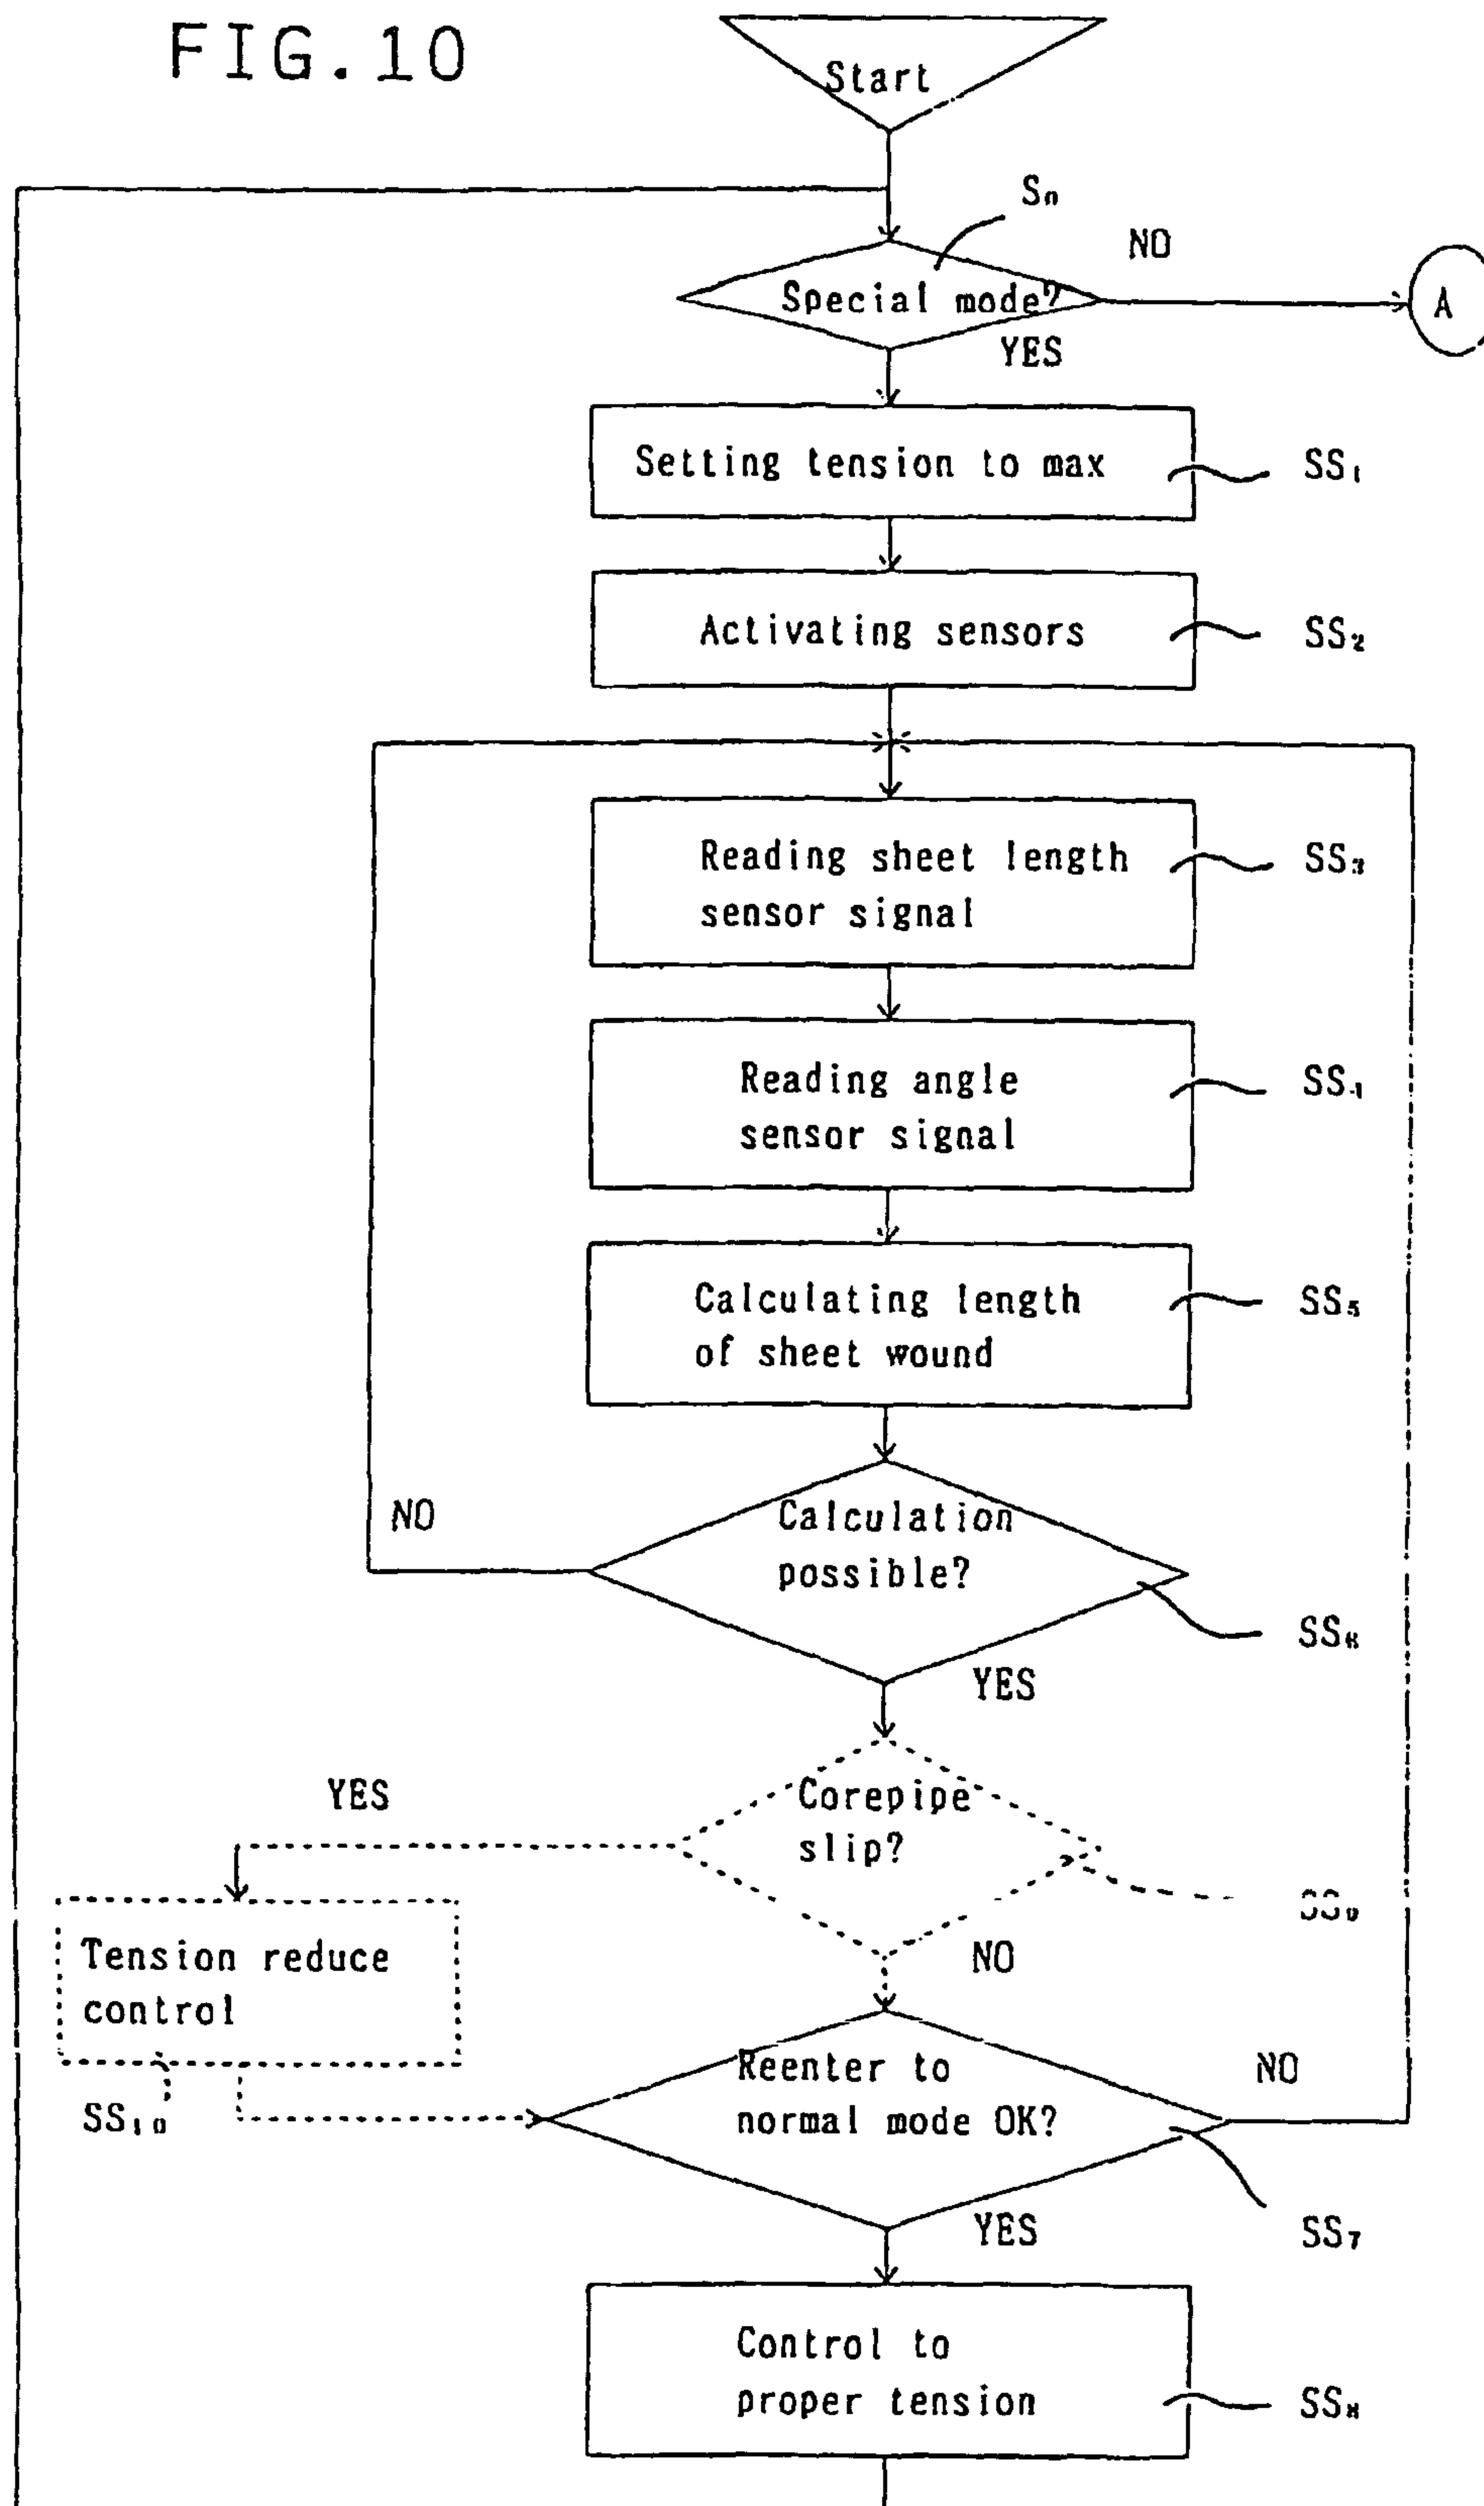 FIG.10
Start
Sn
NO
Special mode?
A
YES
Setting tension to max
SS1
Activating sensors
SS2
Reading sheet length
sensor signal
SS3
Reading angle
sensor signal
SS4
Calculating length
of sheet wound
SS5
NO
Calculation
possible?
SS6
YES
YES
Corepipe
slip?
SS9
NO
Tension reduce
control
SS10
Reenter to
normal mode OK?
NO
SS7
YES
Control to
proper tension
SS8